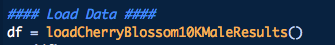 #### Load Data ####
df = loadCherryBlossom10KMaleResults()